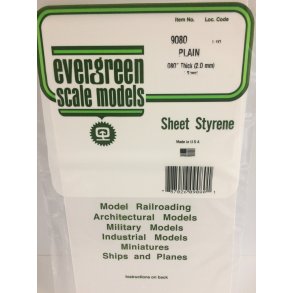 Item No. Loc. Code
9080
PLAIN
.080" Thick (2.0 mm)
evergreen
scale models
Sheet Styrene
Made in U S A
Model Railroading
Architectural Models
Military Models
Industrial Models
Miniatures
Ships and Planes
Instructions on back